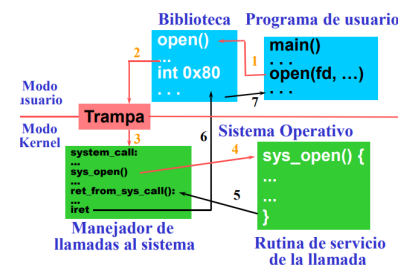 Biblioteca
Programa de usuario
open()
...
int 0x80
. . .
main()
. . .
open(fd, …)
. . .
2
1
7
Modo
usuario
Trampa
Modo
Kernel
3
6
Sistema Operativo
system_call:
...
sys_open()
...
ret_from_sys_call():
...
iret
4
5
sys_open() {
...
...
}
Manejador de
llamadas al sistema
Rutina de servicio
de la llamada